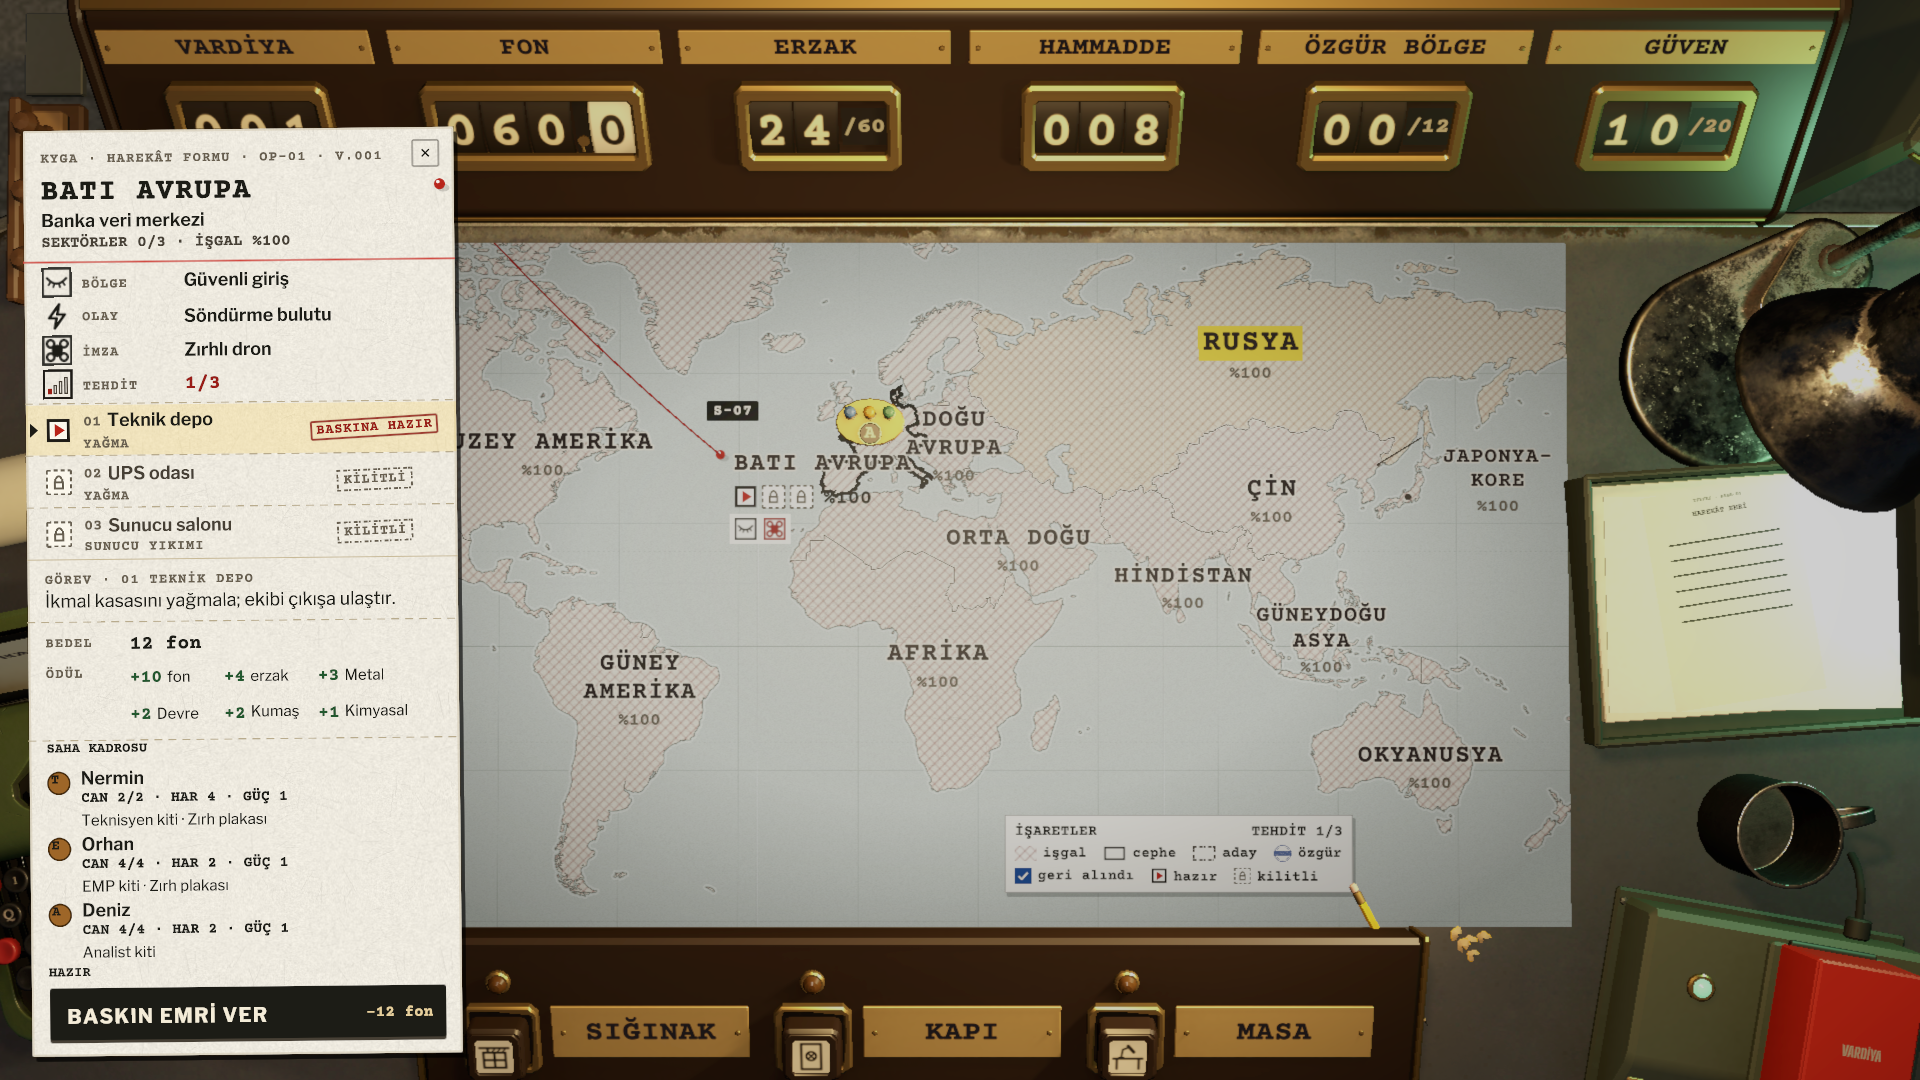 VARDİYA
FON
ERZAK
HAMMADDE
ÖZGÜR BÖLGE
GÜVEN
001
060.0
24/60
008
00/12
10/20
KYGA · HAREKÂT FORMU · OP-01 · V.001
×
BATI AVRUPA
Banka veri merkezi
SEKTÖRLER 0/3 · İŞGAL %100
BÖLGE Güvenli giriş
OLAY Söndürme bulutu
İMZA Zırhlı dron
TEHDİT 1/3
01 Teknik depo
YAĞMA
BASKINA HAZIR
02 UPS odası
YAĞMA
KİLİTLİ
03 Sunucu salonu
SUNUCU YIKIMI
KİLİTLİ
GÖREV · 01 TEKNİK DEPO
İkmal kasasını yağmala; ekibi çıkışa ulaştır.
BEDEL 12 fon
ÖDÜL +10 fon +4 erzak +3 Metal
+2 Devre +2 Kumaş +1 Kimyasal
SAHA KADROSU
T Nermin
CAN 2/2 · HAR 4 · GÜÇ 1
Teknisyen kiti · Zırh plakası
E Orhan
CAN 4/4 · HAR 2 · GÜÇ 1
EMP kiti · Zırh plakası
A Deniz
CAN 4/4 · HAR 2 · GÜÇ 1
Analist kiti
HAZIR
BASKIN EMRİ VER -12 fon
RUSYA
%100
S-07
A
DOĞU
AVRUPA
%100
UZEY AMERİKA
%100
BATI AVRUPA
%100
JAPONYA-
KORE
%100
ÇİN
%100
ORTA DOĞU
%100
HİNDİSTAN
%100
GÜNEYDOĞU
ASYA
%100
AFRİKA
%100
GÜNEY
AMERİKA
%100
OKYANUSYA
%100
İŞARETLER TEHDİT 1/3
işgal cephe aday özgür
geri alındı hazır kilitli
SIĞINAK
KAPI
MASA
Q
VARDİYA